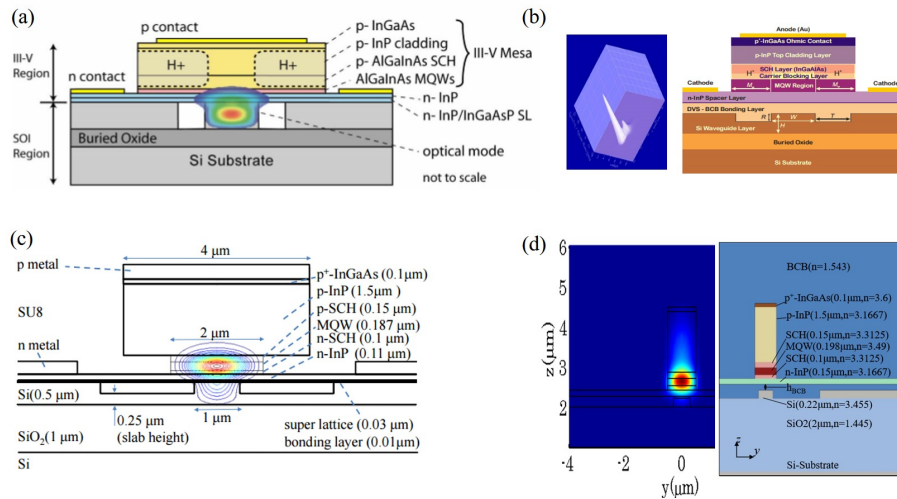 (a)
p contact
p- InGaAs
p- InP cladding
III-V Mesa
p- AlGaInAs SCH
AlGaInAs MQWs
H+
H+
III-V
Region
n contact
n- InP
n- InP/InGaAsP SL
SOI
Region
Buried Oxide
Si Substrate
optical mode
not to scale
(b)
Anode (Au)
p⁺-InGaAs Ohmic Contact
p-InP Top Cladding Layer
SCH Layer (InGaAlAs)
H⁺
Carrier Blocking Layer
H⁺
Cathode
MQW Region
Cathode
n-InP Spacer Layer
DVS - BCB Bonding Layer
R
W
T
H
Si Waveguide Layer
Buried Oxide
Si Substrate
(c)
4 μm
p metal
p⁺-InGaAs (0.1μm)
p-InP (1.5μm )
p-SCH (0.15 μm)
SU8
2 μm
MQW (0.187 μm)
n-SCH (0.1 μm)
n-InP (0.11 μm)
n metal
Si(0.5 μm)
0.25 μm
(slab height)
1 μm
super lattice (0.03 μm)
bonding layer (0.01μm)
SiO₂(1 μm)
Si
(d)
6
5
4
3
2
z(μm)
-4
-2
0
y(μm)
BCB(n=1.543)
p⁺-InGaAs(0.1μm,n=3.6)
p-InP(1.5μm,n=3.1667)
SCH(0.15μm,n=3.3125)
MQW(0.198μm,n=3.49)
SCH(0.1μm,n=3.3125)
n-InP(0.15μm,n=3.1667)
h_BCB
Si(0.22μm,n=3.455)
SiO2(2μm,n=1.445)
z
y
Si-Substrate